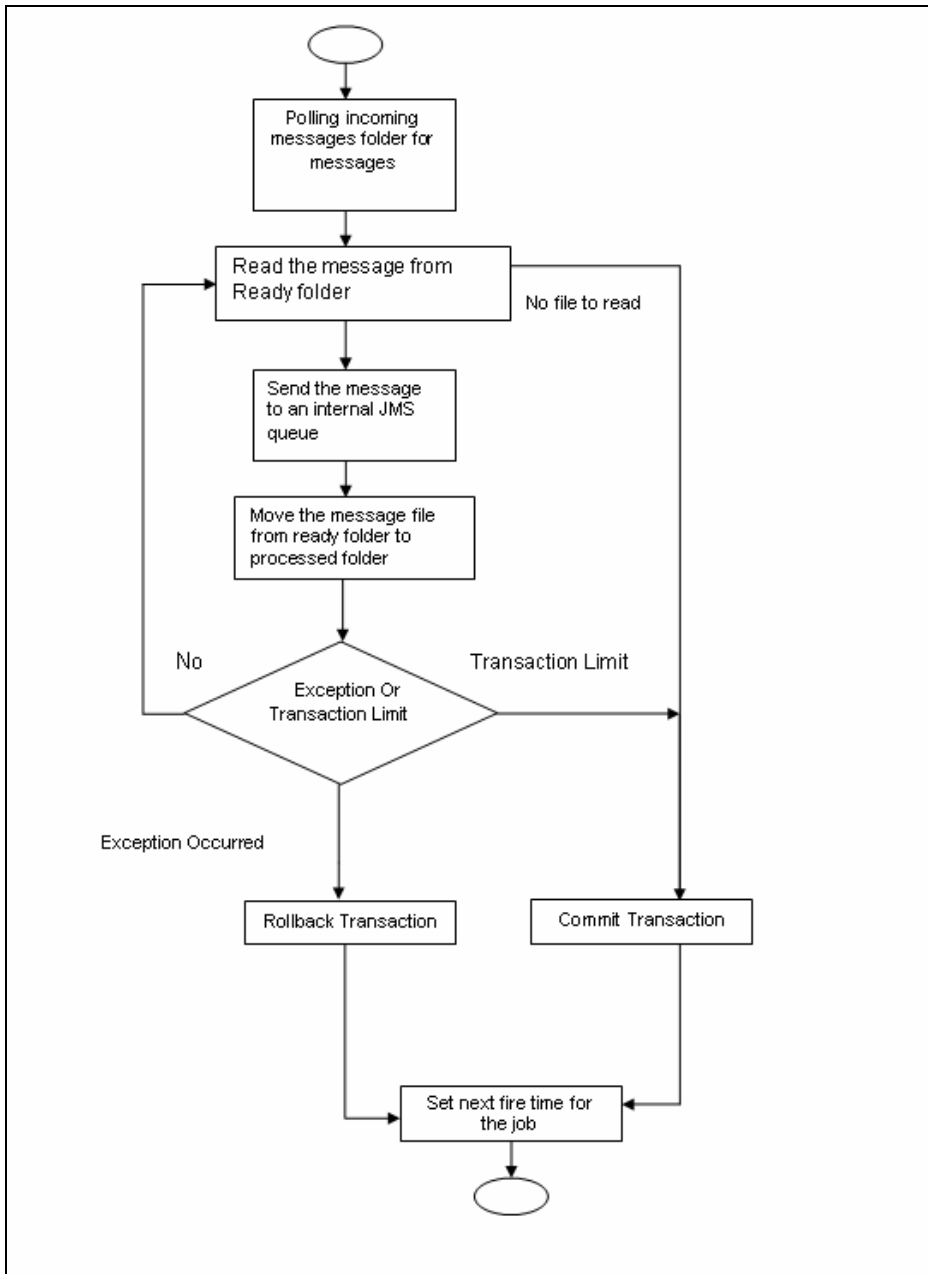 Polling incoming
messages folder for
messages
Read the message from
Ready folder
No file to read
Send the message
to an internal JMS
queue
Move the message file
from ready folder to
processed folder
No
Transaction Limit
Exception Or
Transaction Limit
Exception Occurred
Rollback Transaction
Commit Transaction
Set next fire time for
the job